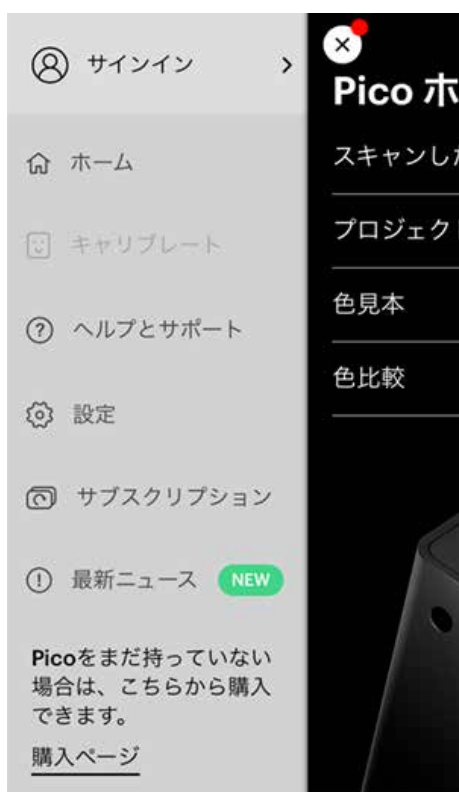 サインイン
Pico ホ
スキャンした
プロジェクト
色見本
色比較
ホーム
キャリブレート
ヘルプとサポート
設定
サブスクリプション
最新ニュース NEW
Picoをまだ持っていない
場合は、こちらから購入
できます。
購入ページ